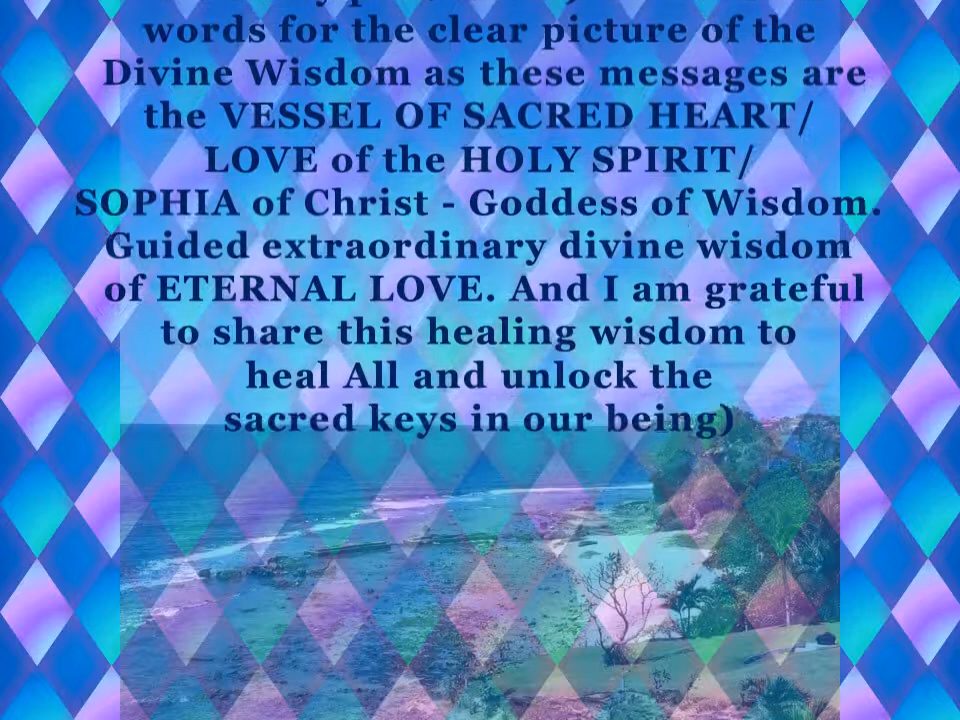 words for the clear picture of the
Divine Wisdom as these messages are
the VESSEL OF SACRED HEART/
LOVE of the HOLY SPIRIT/
SOPHIA of Christ - Goddess of Wisdom.
Guided extraordinary divine wisdom
of ETERNAL LOVE. And I am grateful
to share this healing wisdom to
heal All and unlock the
sacred keys in our being)